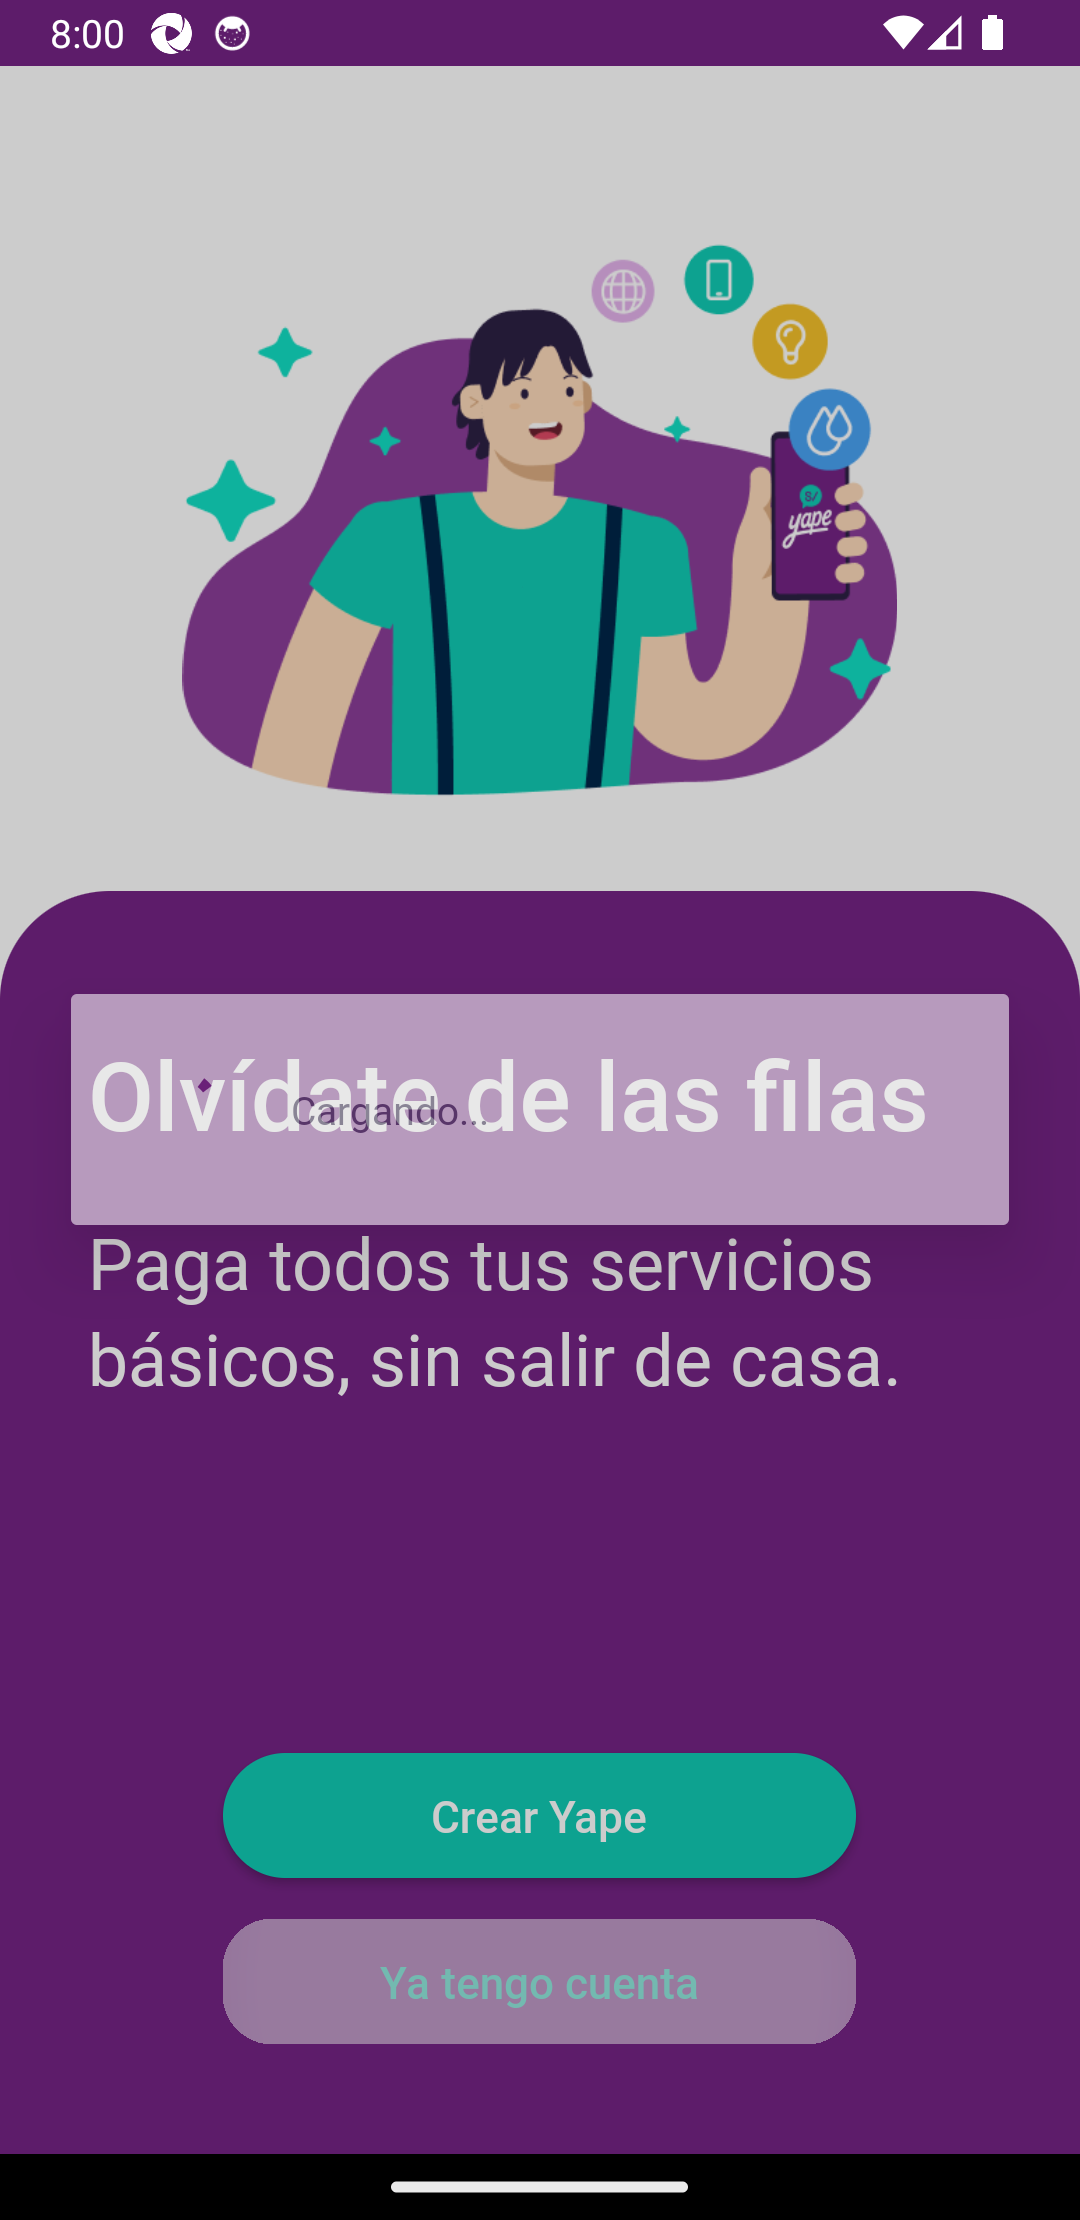 8:00
S/
yape
Olvídate de las filas
Cargando...
Paga todos tus servicios
básicos, sin salir de casa.
Crear Yape
Ya tengo cuenta